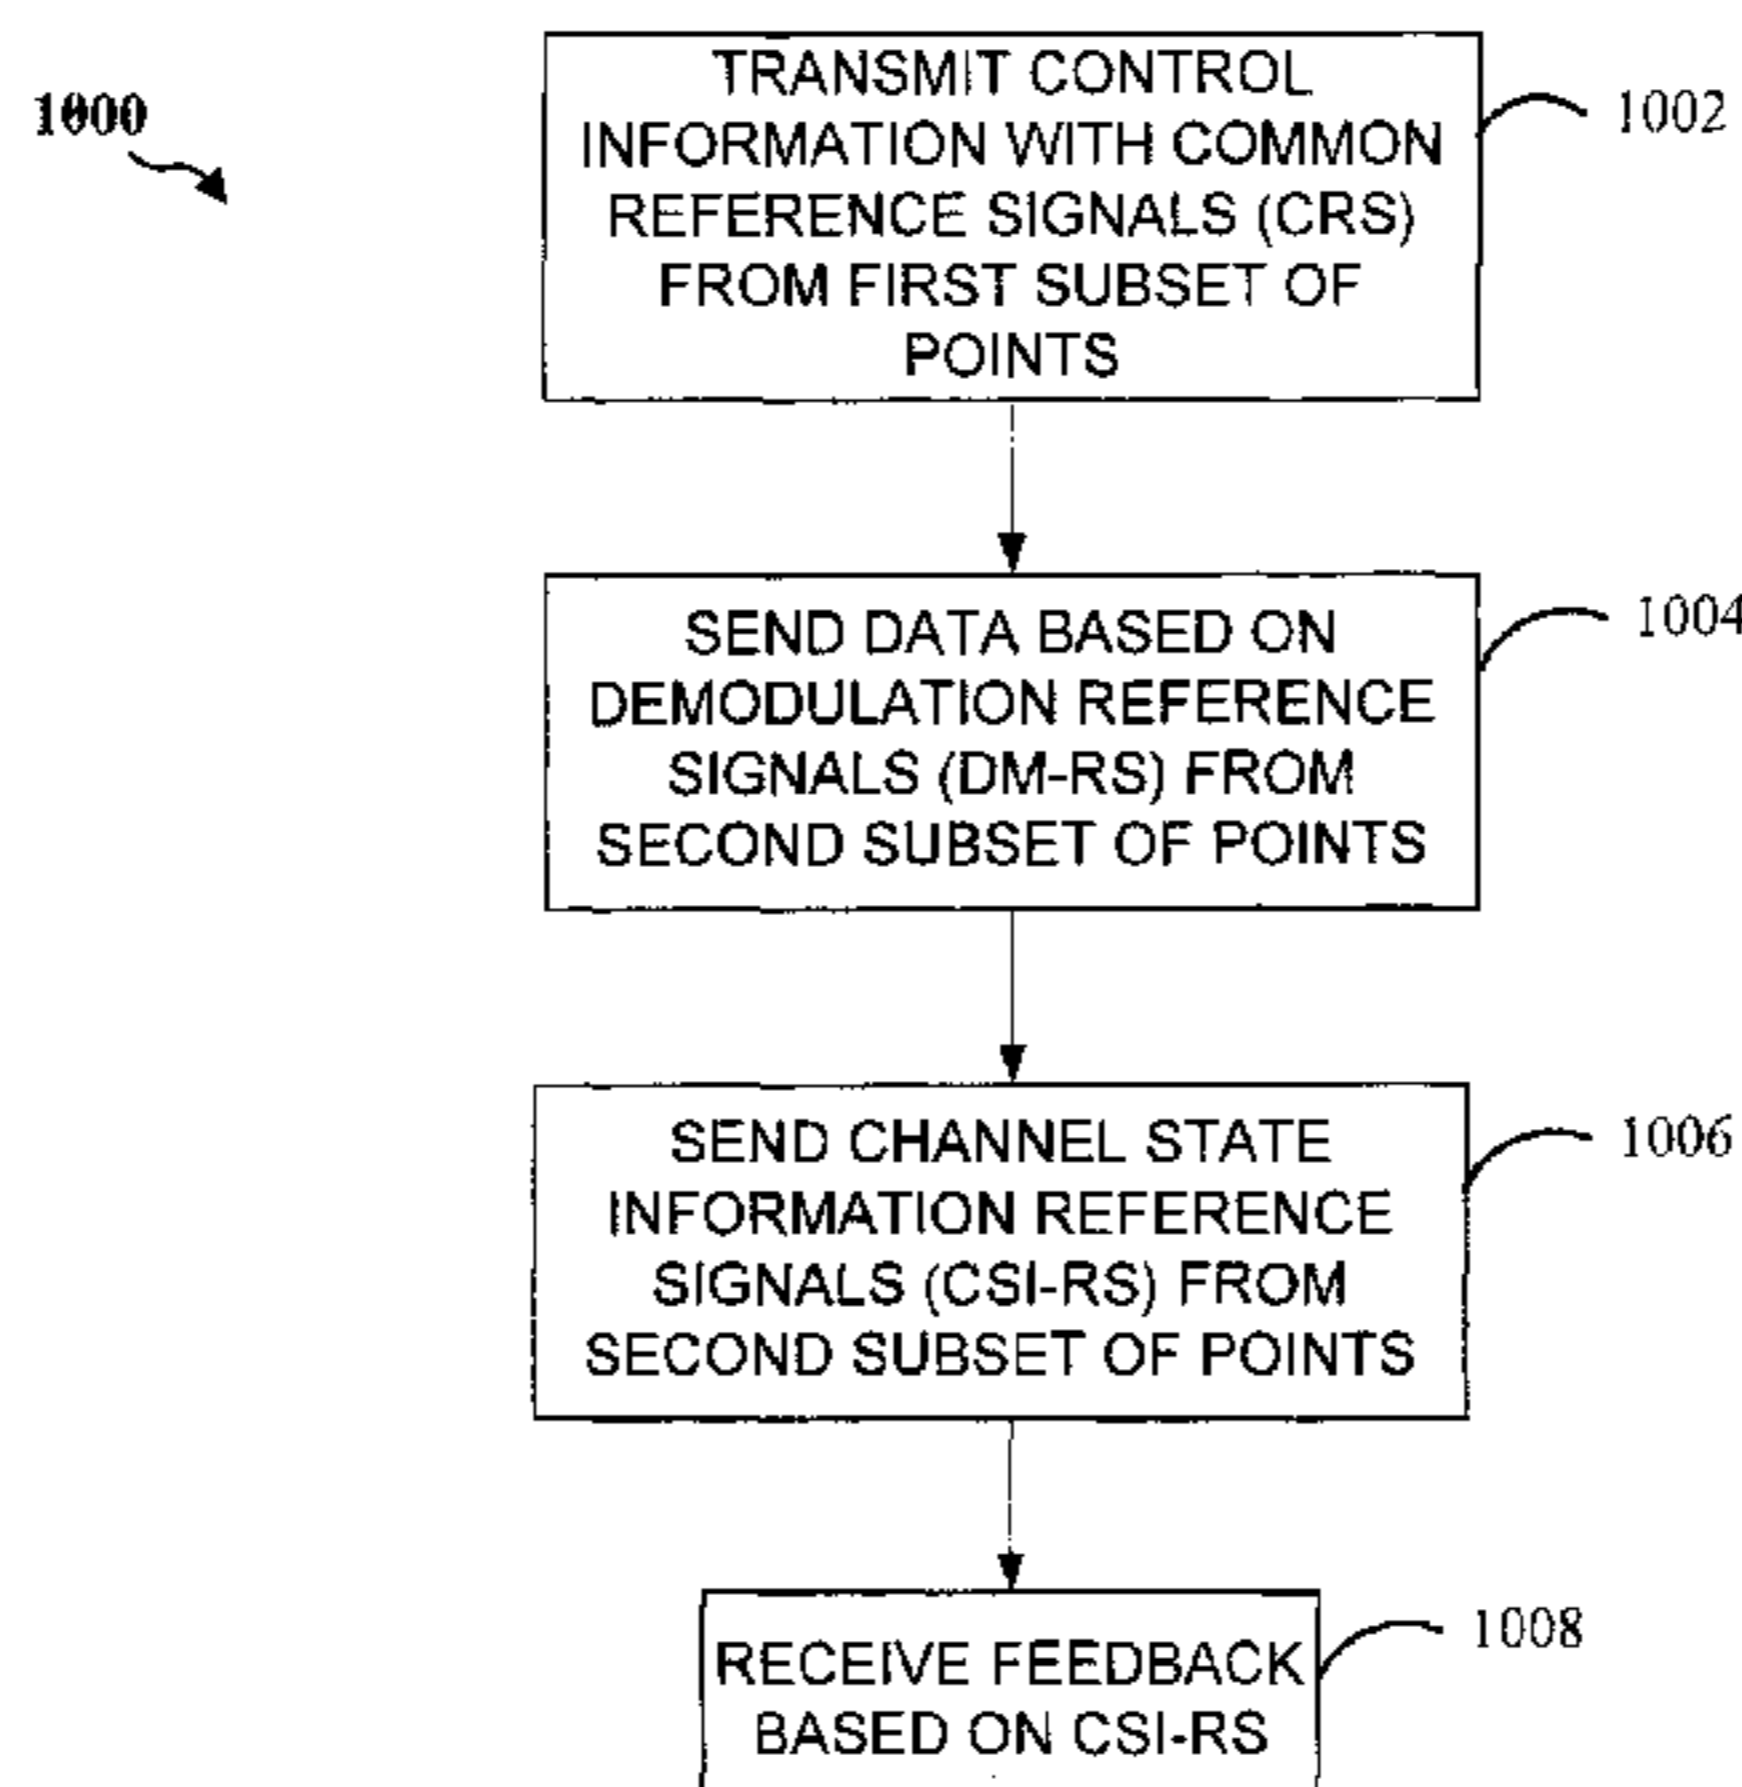 1000
TRANSMIT CONTROL
INFORMATION WITH COMMON
REFERENCE SIGNALS (CRS)
FROM FIRST SUBSET OF
POINTS
1002
SEND DATA BASED ON
DEMODULATION REFERENCE
SIGNALS (DM-RS) FROM
SECOND SUBSET OF POINTS
1004
SEND CHANNEL STATE
INFORMATION REFERENCE
SIGNALS (CSI-RS) FROM
SECOND SUBSET OF POINTS
1006
RECEIVE FEEDBACK
BASED ON CSI-RS
1008